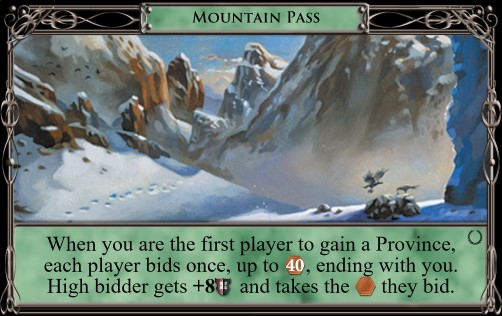 Mountain Pass
When you are the first player to gain a Province,
each player bids once, up to 40, ending with you.
High bidder gets +8 and takes the they bid.